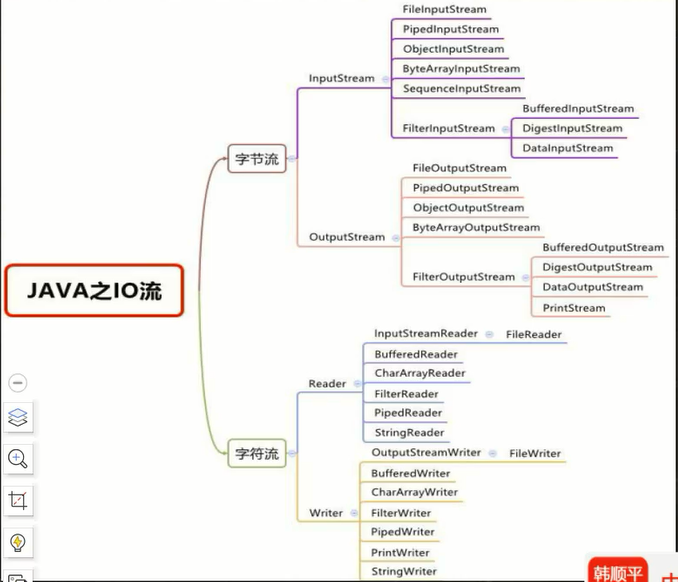 JAVA之IO流
字节流
InputStream
FileInputStream
PipedInputStream
ObjectInputStream
ByteArrayInputStream
SequenceInputStream
FilterInputStream
BufferedInputStream
DigestInputStream
DataInputStream
OutputStream
FileOutputStream
PipedOutputStream
ObjectOutputStream
ByteArrayOutputStream
FilterOutputStream
BufferedOutputStream
DigestOutputStream
DataOutputStream
PrintStream
字符流
Reader
InputStreamReader
FileReader
BufferedReader
CharArrayReader
FilterReader
PipedReader
StringReader
Writer
OutputStreamWriter
FileWriter
BufferedWriter
CharArrayWriter
FilterWriter
PipedWriter
PrintWriter
StringWriter
韩顺平